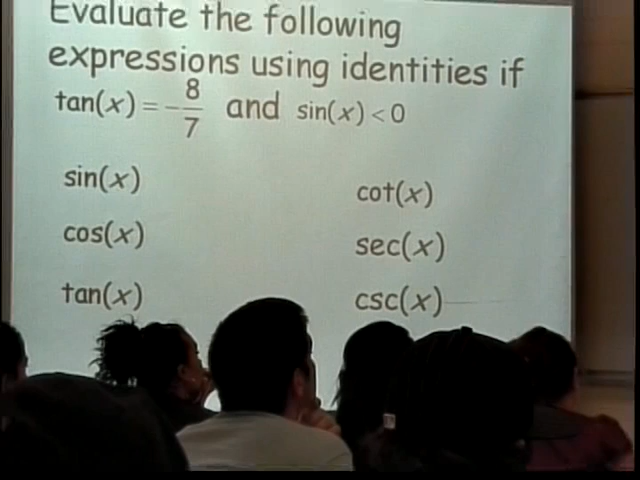 Evaluate the following
expressions using identities if
tan(x) = -8/7 and sin(x) < 0
sin(x) cot(x)
cos(x) sec(x)
tan(x) csc(x)